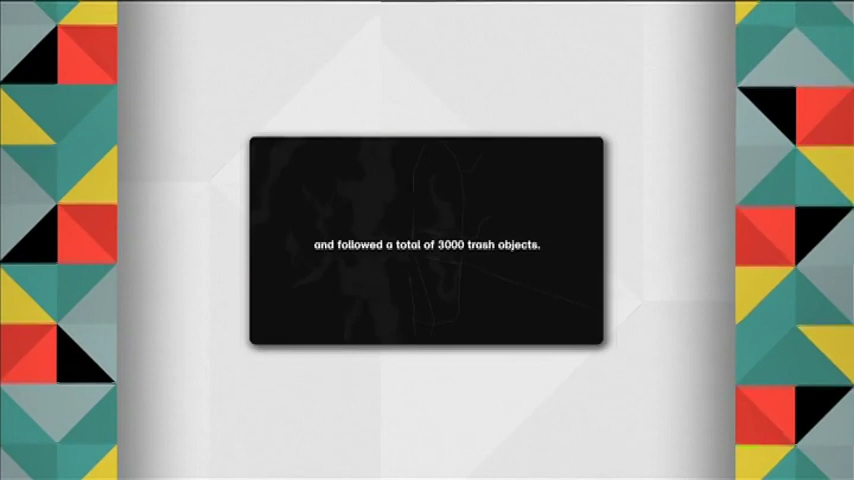 and followed a total of 3000 trash objects.